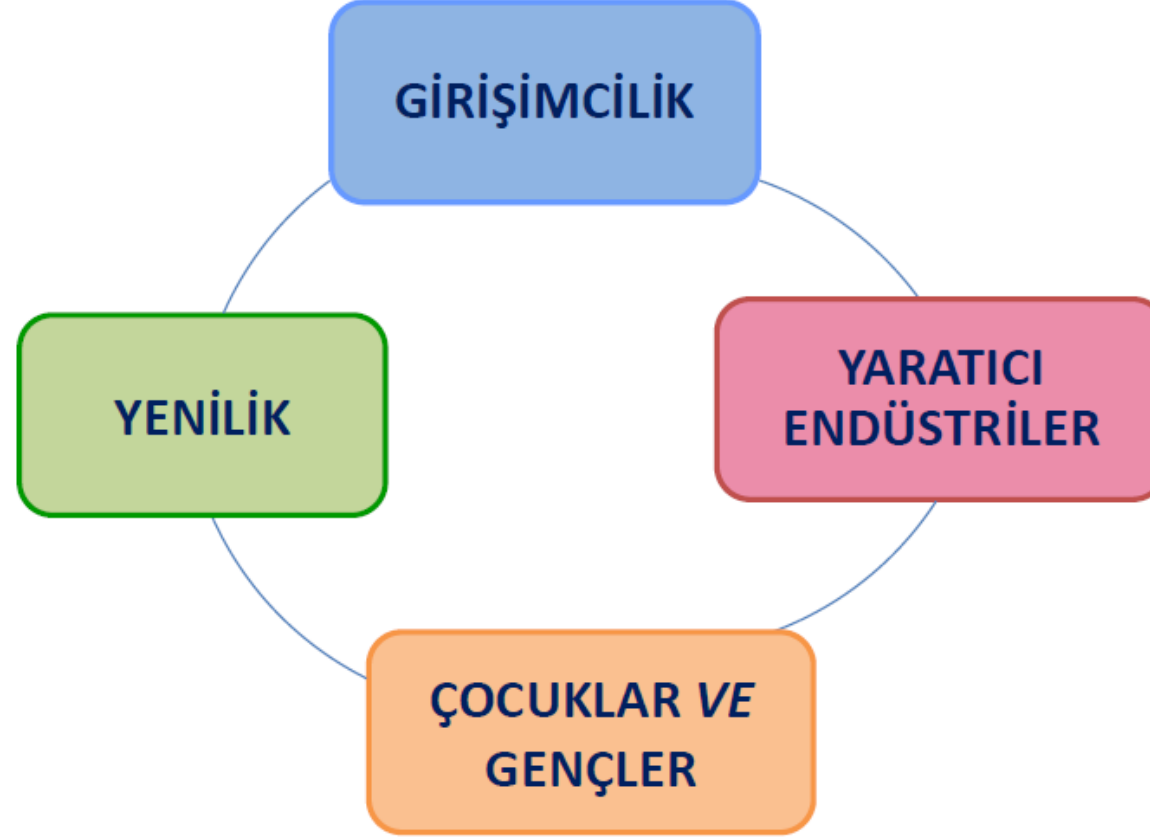 GİRİŞİMCİLİK
YENİLİK
YARATICI
ENDÜSTRİLER
ÇOCUKLAR VE
GENÇLER